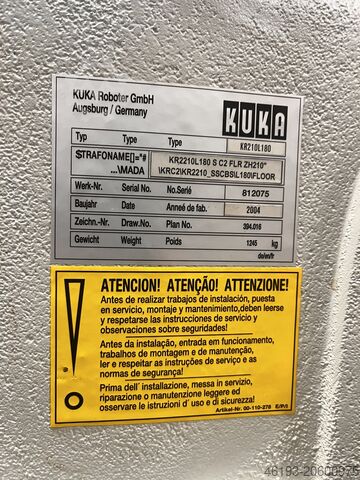 KUKA Roboter GmbH
Augsburg / Germany
KUKA
Typ Type Type KR210L180
$TRAFONAME[]="# KR2210L180 S C2 FLR ZH210"
...\MADA \KRC2\KR2210_SSCBS\L180\FLOOR
Werk-Nr. Serial No. No.Serié 812075
Baujahr Date Anneé de fab. 2004
Zeichn.-Nr. Draw.No. Plan No. 394.016
Gewicht Weight Poids 1245 kg
de/en/fr
ATENCION! ATENÇÃO! ATTENZIONE!
Antes de realizar trabajos de instalación, puesta
en servicio, montaje y mantenimiento,deben leerse
y respetarse las instrucciones de servicio y
observaciones sobre seguridades!
Antes da instalação, entrada em funcionamento,
trabalhos de montagem e de manutenção,
ler e respeitar as instruções de serviço e as
normas de segurança!
Prima dell' installazione, messa in servizio,
riparazione o manutenzione leggere ed
osservare le istruzioni d' uso e di sicurezza!
Artikel-Nr. 00-110-278 E/P/I